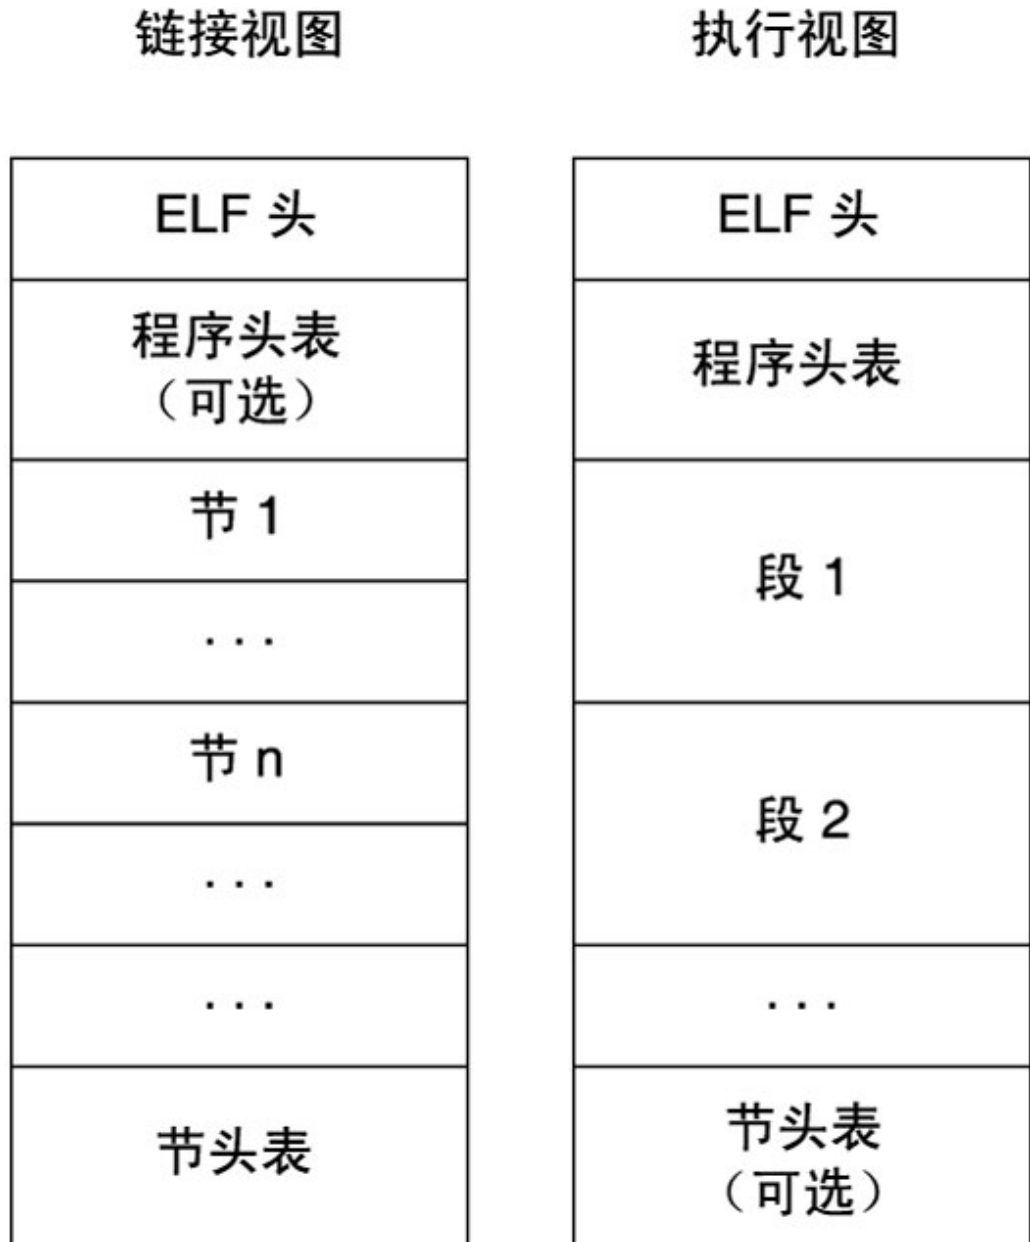 链接视图
执行视图
ELF 头
程序头表
（可选）
节 1
. . .
节 n
. . .
. . .
节头表
ELF 头
程序头表
段 1
段 2
. . .
节头表
（可选）